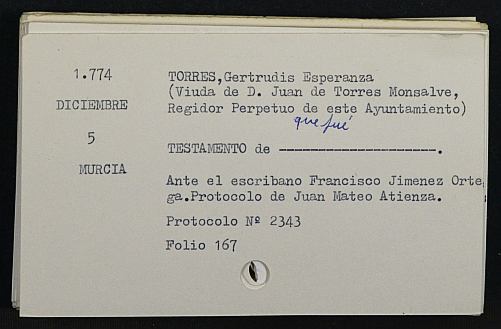 1.774
DICIEMBRE
5
MURCIA
TORRES,Gertrudis Esperanza
(Viuda de D. Juan de Torres Monsalve,
Regidor Perpetuo de este Ayuntamiento)
que fué
TESTAMENTO de ---------------------.
Ante el escribano Francisco Jimenez Orte
ga.Protocolo de Juan Mateo Atienza.
Protocolo Nº 2343
Folio 167